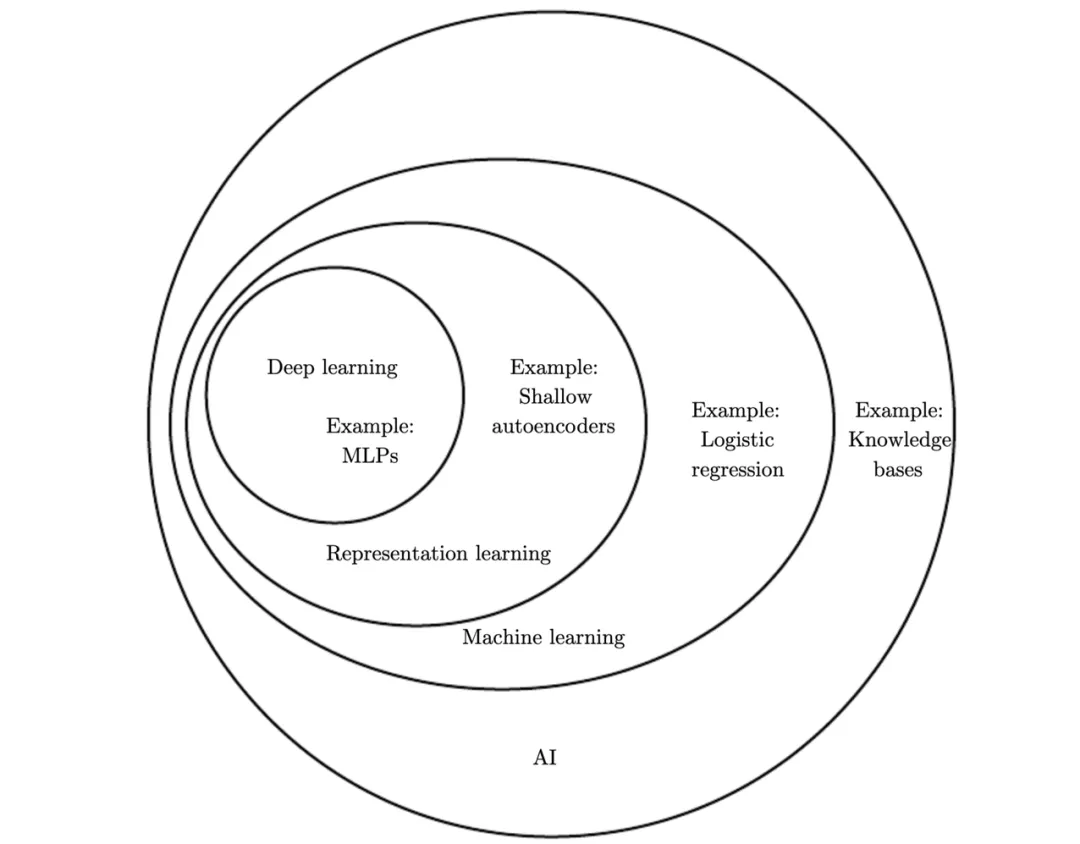 Deep learning
Example:
MLPs
Example:
Shallow
autoencoders
Example:
Logistic
regression
Example:
Knowledge
bases
Representation learning
Machine learning
AI